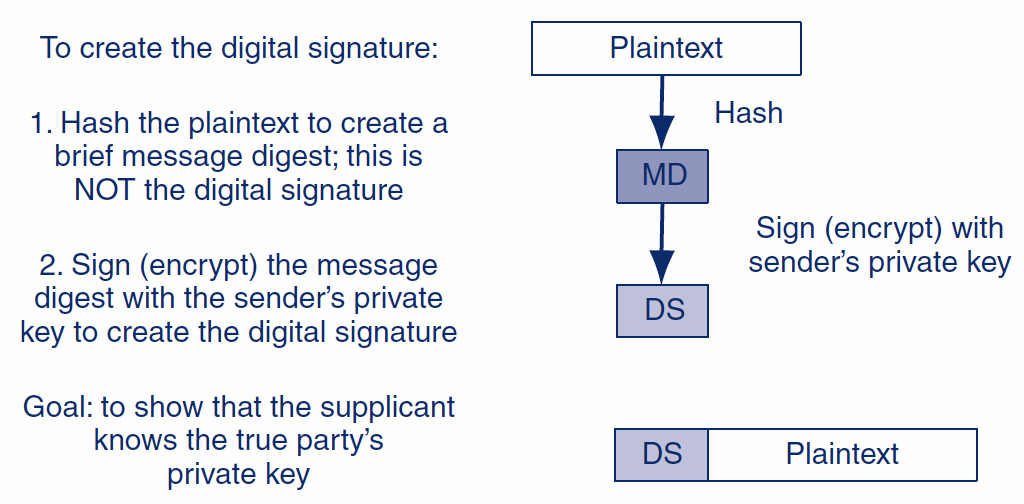 To create the digital signature:
1. Hash the plaintext to create a
brief message digest; this is
NOT the digital signature
2. Sign (encrypt) the message
digest with the sender's private
key to create the digital signature
Goal: to show that the supplicant
knows the true party's
private key
Plaintext
Hash
MD
Sign (encrypt) with
sender's private key
DS
DS Plaintext